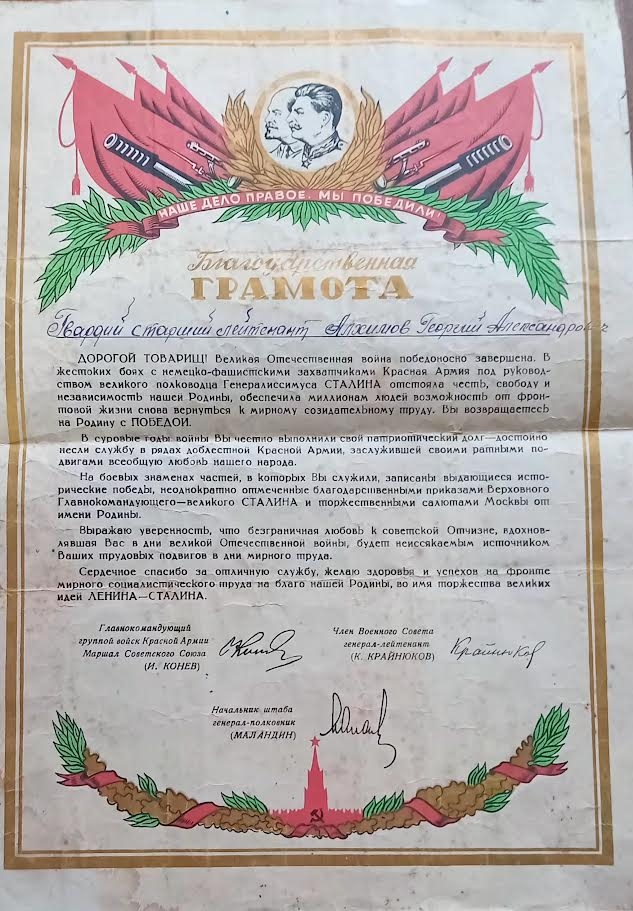 НАШЕ ДЕЛО ПРАВОЕ. МЫ ПОБЕДИЛИ!
Благодарственная
ГРАМОТА
Гвардий старший лейтенант Алхимов Георгий Александрович
ДОРОГОЙ ТОВАРИЩ! Великая Отечественная война победоносно завершена. В
жестоких боях с немецко-фашистскими захватчиками Красная Армия под руковод-
ством великого полководца Генералиссимуса СТАЛИНА отстояла честь, свободу и
независимость нашей Родины, обеспечила миллионам людей возможность от фрон-
товой жизни снова вернуться к мирному созидательному труду. Вы возвращаетесь
на Родину с ПОБЕДОЙ.
В суровые годы войны Вы честно выполнили свой патриотический долг—достойно
несли службу в рядах доблестной Красной Армии, заслужившей своими ратными по-
двигами всеобщую любовь нашего народа.
На боевых знаменах частей, в которых Вы служили, записаны выдающиеся исто-
рические победы, неоднократно отмеченные благодарственными приказами Верховного
Главнокомандующего—великого СТАЛИНА и торжественными салютами Москвы от
имени Родины.
Выражаю уверенность, что безграничная любовь к советской Отчизне, вдохнов-
лявшая Вас в дни великой Отечественной войны, будет неиссякаемым источником
Ваших трудовых подвигов в дни мирного труда.
Сердечное спасибо за отличную службу, желаю здоровья и успехов на фронте
мирного социалистического труда на благо нашей Родины, во имя торжества великих
идей ЛЕНИНА—СТАЛИНА.
Главнокомандующий
группой войск Красной Армии
Маршал Советского Союза
(И. КОНЕВ)
Член Военного Совета
генерал-лейтенант
(К. КРАЙНЮКОВ)
Крайнюков
Начальник штаба
генерал-полковник
(МАЛАНДИН)